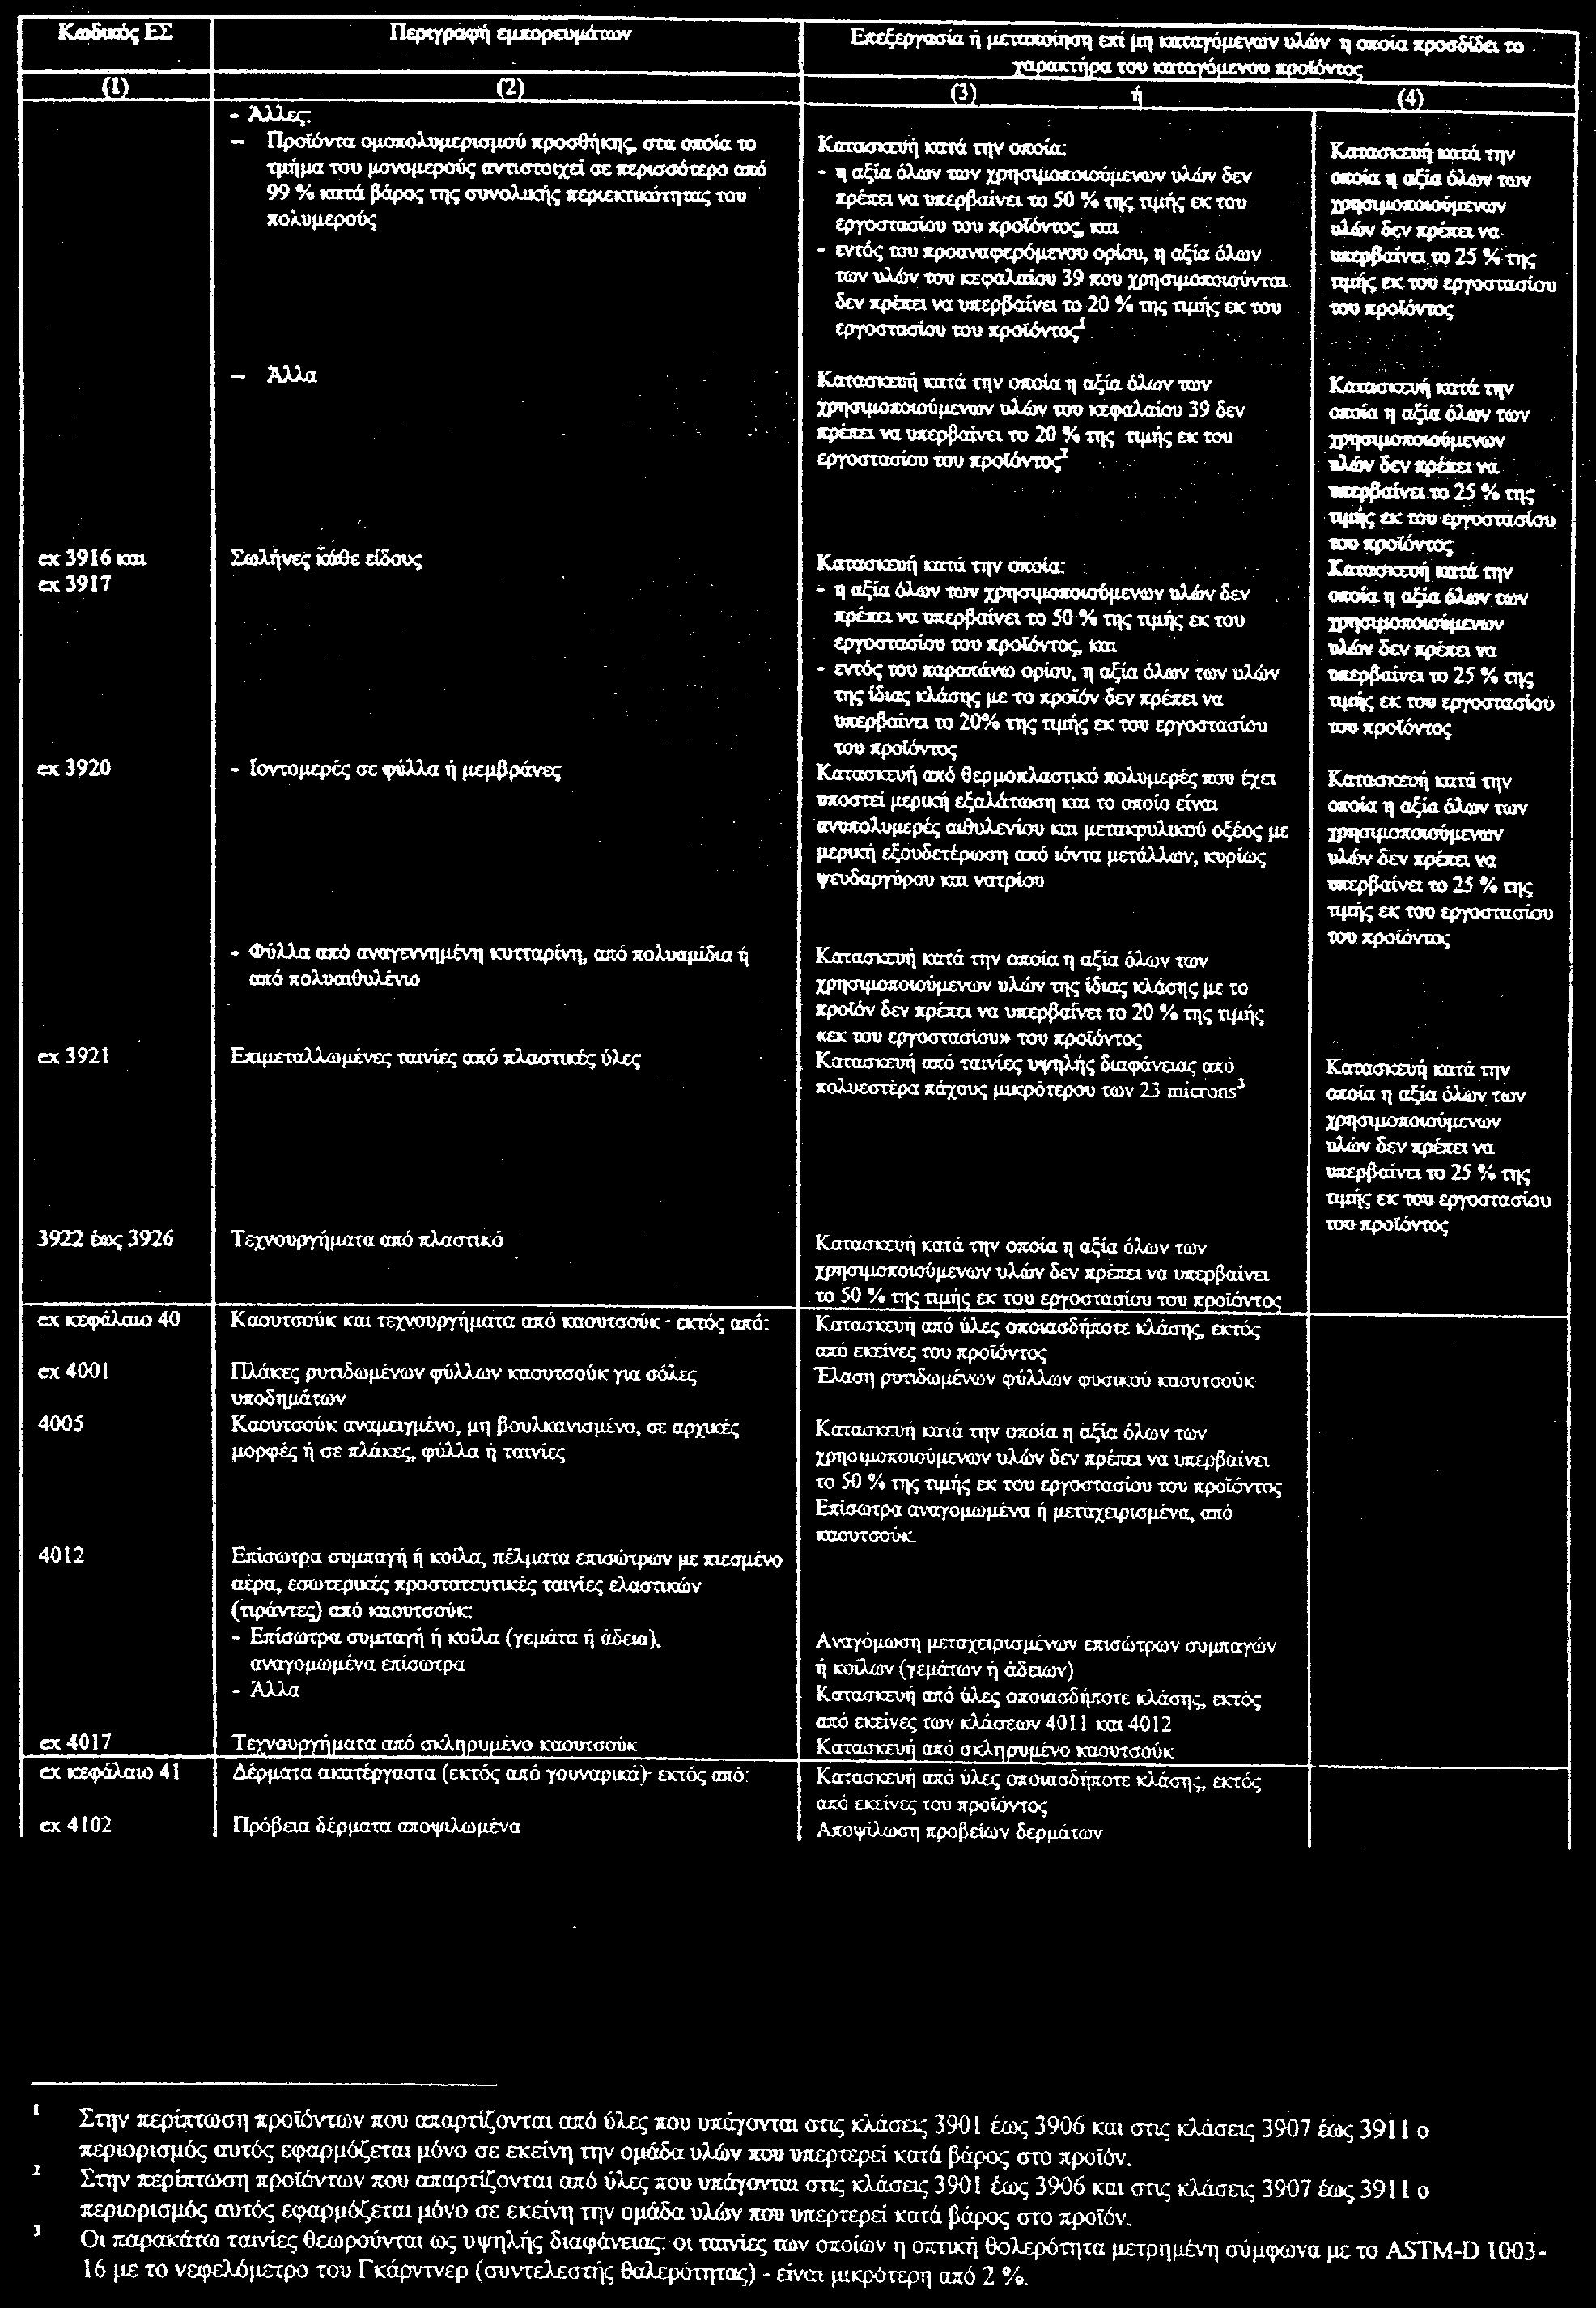 Κωδικός ΕΣ
Περιγραφή εμπορευμάτων
Επεξεργασία ή μεταποίηση επί μη καταγόμενων υλών η οποία προσδίδει το
χαρακτήρα του καταγόμενου προϊόντος
(1)
(2)
(3) ή (4)
- Άλλες:
– Προϊόντα ομοπολυμερισμού προσθήκης, στα οποία το
τμήμα του μονομερούς αντιστοιχεί σε περισσότερο από
99 % κατά βάρος της συνολικής περιεκτικότητας του
πολυμερούς
Κατασκευή κατά την οποία:
- η αξία όλων των χρησιμοποιούμενων υλών δεν
πρέπει να υπερβαίνει το 50 % της τιμής εκ του
εργοστασίου του προϊόντος, και
- εντός του προαναφερόμενου ορίου, η αξία όλων
των υλών του κεφαλαίου 39 που χρησιμοποιούνται
δεν πρέπει να υπερβαίνει το 20 % της τιμής εκ του
εργοστασίου του προϊόντος¹
Κατασκευή κατά την
οποία η αξία όλων των
χρησιμοποιούμενων
υλών δεν πρέπει να
υπερβαίνει το 25 % της
τιμής εκ του εργοστασίου
του προϊόντος
– Άλλα
Κατασκευή κατά την οποία η αξία όλων των
χρησιμοποιούμενων υλών του κεφαλαίου 39 δεν
πρέπει να υπερβαίνει το 20 % της τιμής εκ του
εργοστασίου του προϊόντος²
Κατασκευή κατά την
οποία η αξία όλων των
χρησιμοποιούμενων
υλών δεν πρέπει να
υπερβαίνει το 25 % της
τιμής εκ του εργοστασίου
του προϊόντος
ex 3916 και
ex 3917
Σωλήνες κάθε είδους
Κατασκευή κατά την οποία:
- η αξία όλων των χρησιμοποιούμενων υλών δεν
πρέπει να υπερβαίνει το 50 % της τιμής εκ του
εργοστασίου του προϊόντος, και
- εντός του παραπάνω ορίου, η αξία όλων των υλών
της ίδιας κλάσης με το προϊόν δεν πρέπει να
υπερβαίνει το 20% της τιμής εκ του εργοστασίου
του προϊόντος
Κατασκευή κατά την
οποία η αξία όλων των
χρησιμοποιούμενων
υλών δεν πρέπει να
υπερβαίνει το 25 % της
τιμής εκ του εργοστασίου
του προϊόντος
ex 3920
- Ιοντομερές σε φύλλα ή μεμβράνες
Κατασκευή από θερμοπλαστικό πολυμερές που έχει
υποστεί μερική εξαλάτωση και το οποίο είναι
ανυπολυμερές αιθυλενίου και μετακρυλικού οξέος με
μερική εξουδετέρωση από ιόντα μετάλλων, κυρίως
ψευδαργύρου και νατρίου
Κατασκευή κατά την
οποία η αξία όλων των
χρησιμοποιούμενων
υλών δεν πρέπει να
υπερβαίνει το 25 % της
τιμής εκ του εργοστασίου
του προϊόντος
- Φύλλα από αναγεννημένη κυτταρίνη, από πολυαμίδια ή
από πολυαιθυλένιο
Κατασκευή κατά την οποία η αξία όλων των
χρησιμοποιούμενων υλών της ίδιας κλάσης με το
προϊόν δεν πρέπει να υπερβαίνει το 20 % της τιμής
«εκ του εργοστασίου» του προϊόντος
ex 3921
Επιμεταλλωμένες ταινίες από πλαστικές ύλες
Κατασκευή από ταινίες υψηλής διαφάνειας από
πολυεστέρα πάχους μικρότερου των 23 microns³
Κατασκευή κατά την
οποία η αξία όλων των
χρησιμοποιούμενων
υλών δεν πρέπει να
υπερβαίνει το 25 % της
τιμής εκ του εργοστασίου
του προϊόντος
3922 έως 3926
Τεχνουργήματα από πλαστικό
Κατασκευή κατά την οποία η αξία όλων των
χρησιμοποιούμενων υλών δεν πρέπει να υπερβαίνει
το 50 % της τιμής εκ του εργοστασίου του προϊόντος
ex κεφάλαιο 40
Καουτσούκ και τεχνουργήματα από καουτσούκ· εκτός από:
Κατασκευή από ύλες οποιασδήποτε κλάσης, εκτός
από εκείνες του προϊόντος
ex 4001
Πλάκες ρυτιδωμένων φύλλων καουτσούκ για σόλες
υποδημάτων
Έλαση ρυτιδωμένων φύλλων φυσικού καουτσούκ
4005
Καουτσούκ αναμειγμένο, μη βουλκανισμένο, σε αρχικές
μορφές ή σε πλάκες, φύλλα ή ταινίες
Κατασκευή κατά την οποία η αξία όλων των
χρησιμοποιούμενων υλών δεν πρέπει να υπερβαίνει
το 50 % της τιμής εκ του εργοστασίου του προϊόντος
Επίσωτρα αναγομωμένα ή μεταχειρισμένα, από
καουτσούκ.
4012
Επίσωτρα συμπαγή ή κοίλα, πέλματα επισώτρων με πιεσμένο
αέρα, εσωτερικές προστατευτικές ταινίες ελαστικών
(τιράντες) από καουτσούκ:
- Επίσωτρα συμπαγή ή κοίλα (γεμάτα ή άδεια),
αναγομωμένα επίσωτρα
Αναγόμωση μεταχειρισμένων επισώτρων συμπαγών
ή κοίλων (γεμάτων ή άδειων)
- Άλλα
Κατασκευή από ύλες οποιασδήποτε κλάσης, εκτός
από εκείνες των κλάσεων 4011 και 4012
ex 4017
Τεχνουργήματα από σκληρυμένο καουτσούκ
Κατασκευή από σκληρυμένο καουτσούκ
ex κεφάλαιο 41
Δέρματα ακατέργαστα (εκτός από γουναρικά)· εκτός από:
Κατασκευή από ύλες οποιασδήποτε κλάσης, εκτός
από εκείνες του προϊόντος
ex 4102
Πρόβεια δέρματα αποψιλωμένα
Αποψίλωση προβείων δερμάτων
¹ Στην περίπτωση προϊόντων που απαρτίζονται από ύλες που υπάγονται στις κλάσεις 3901 έως 3906 και στις κλάσεις 3907 έως 3911 ο
περιορισμός αυτός εφαρμόζεται μόνο σε εκείνη την ομάδα υλών που υπερτερεί κατά βάρος στο προϊόν.
² Στην περίπτωση προϊόντων που απαρτίζονται από ύλες που υπάγονται στις κλάσεις 3901 έως 3906 και στις κλάσεις 3907 έως 3911 ο
περιορισμός αυτός εφαρμόζεται μόνο σε εκείνη την ομάδα υλών που υπερτερεί κατά βάρος στο προϊόν.
³ Οι παρακάτω ταινίες θεωρούνται ως υψηλής διαφάνειας: οι ταινίες των οποίων η οπτική θολερότητα μετρημένη σύμφωνα με το ASTM-D 1003-
16 με το νεφελόμετρο του Γκάρντνερ (συντελεστής θαλερότητας) - είναι μικρότερη από 2 %.